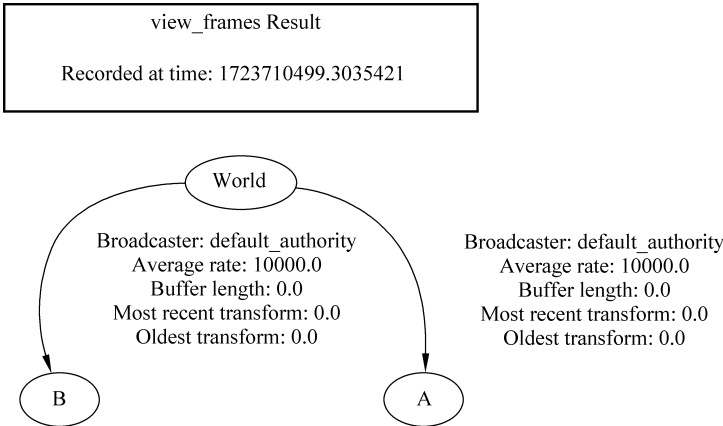 view_frames Result
Recorded at time: 1723710499.3035421
World
Broadcaster: default_authority
Average rate: 10000.0
Buffer length: 0.0
Most recent transform: 0.0
Oldest transform: 0.0
Broadcaster: default_authority
Average rate: 10000.0
Buffer length: 0.0
Most recent transform: 0.0
Oldest transform: 0.0
B
A